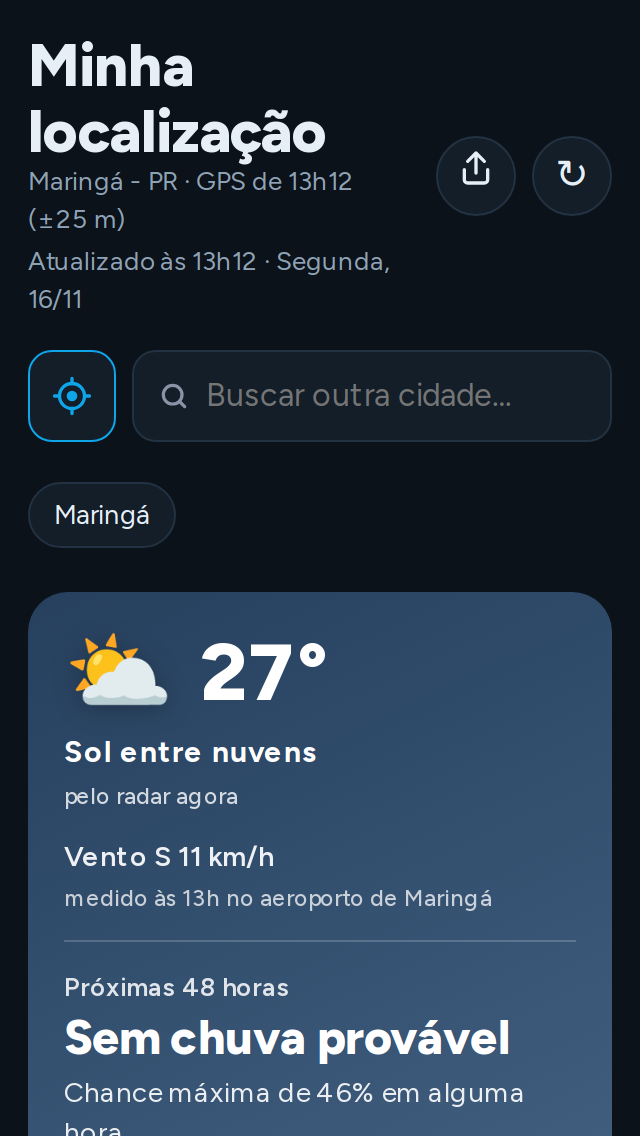 Minha
localização
Maringá - PR · GPS de 13h12
(±25 m)
Atualizado às 13h12 · Segunda,
16/11
Buscar outra cidade...
Maringá
27°
Sol entre nuvens
pelo radar agora
Vento S 11 km/h
medido às 13h no aeroporto de Maringá
Próximas 48 horas
Sem chuva provável
Chance máxima de 46% em alguma
hora